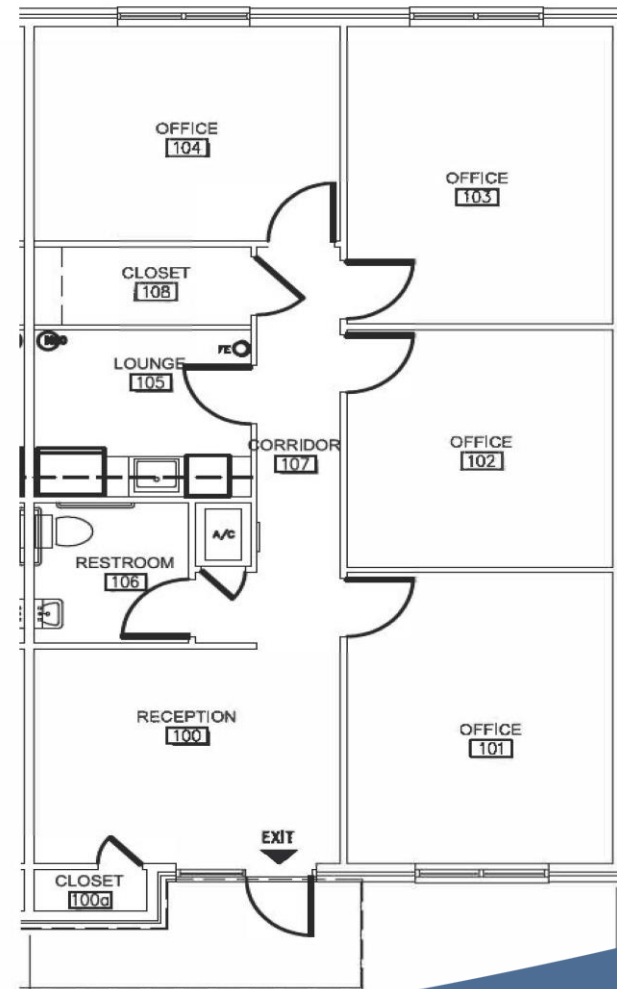 OFFICE
104
OFFICE
103
CLOSET
108
FE
LOUNGE
105
CORRIDOR
107
OFFICE
102
A/C
RESTROOM
106
RECEPTION
100
OFFICE
101
EXIT
CLOSET
100a